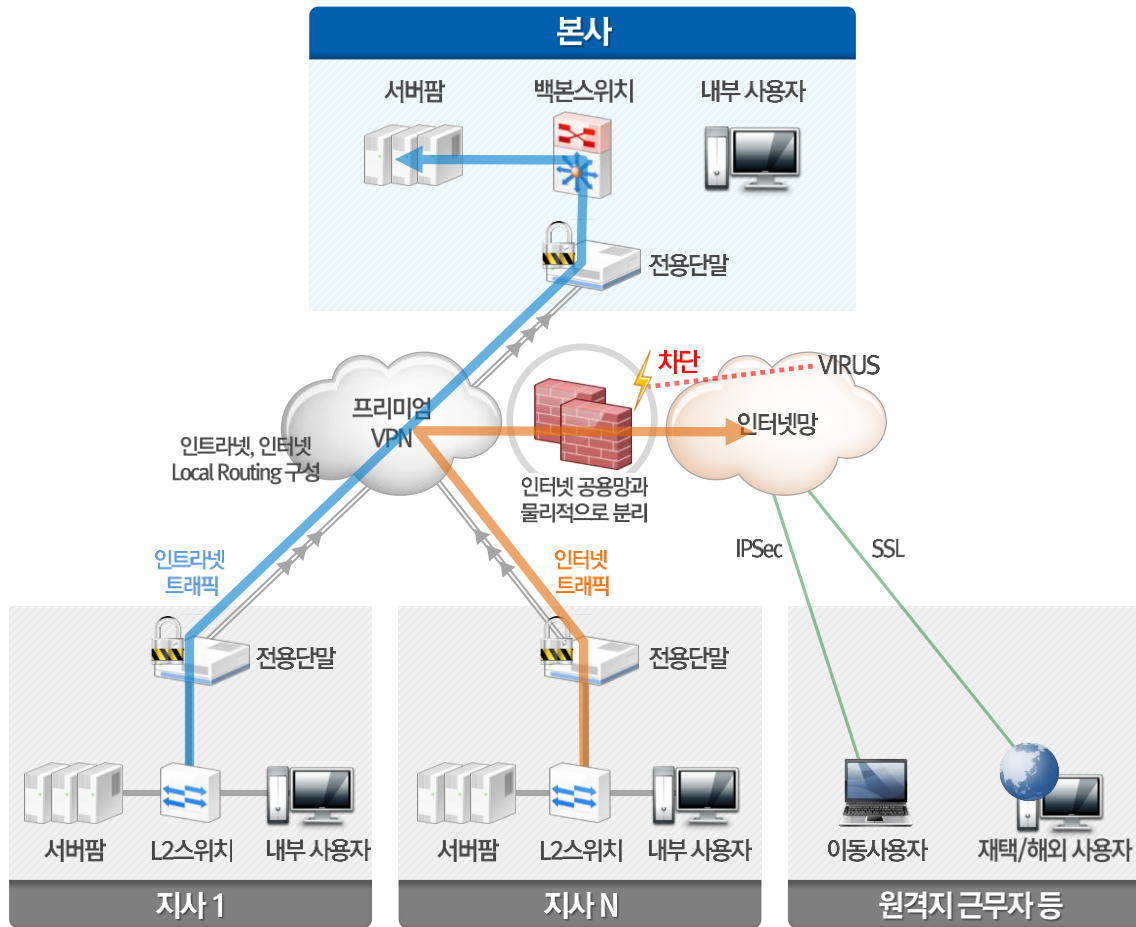 본사
서버팜
백본스위치
내부 사용자
전용단말
차단
VIRUS
프리미엄
VPN
인터넷망
인트라넷, 인터넷
Local Routing 구성
인터넷 공용망과
물리적으로 분리
IPSec
SSL
인트라넷
트래픽
인터넷
트래픽
전용단말
전용단말
서버팜
L2스위치
내부 사용자
서버팜
L2스위치
내부 사용자
이동사용자
재택/해외 사용자
지사 1
지사 N
원격지 근무자 등